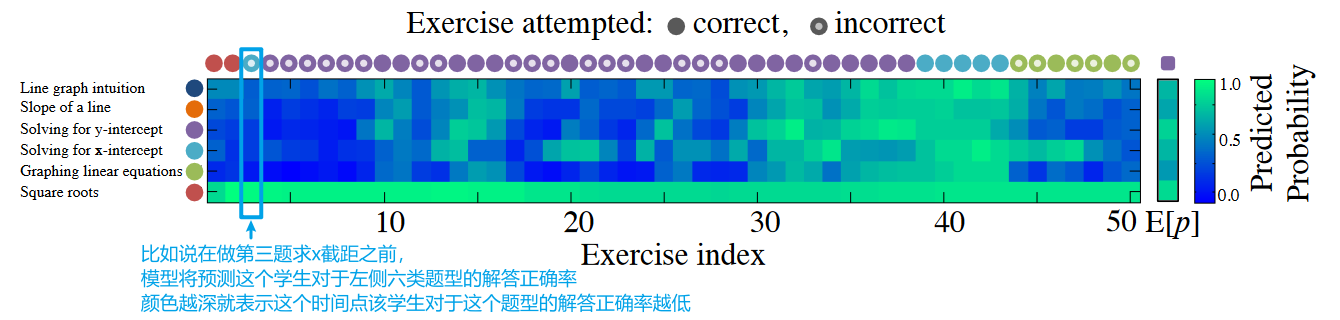 Exercise attempted: correct, incorrect
Line graph intuition
Slope of a line
Solving for y-intercept
Solving for x-intercept
Graphing linear equations
Square roots
10 20 30 40 50 E[p]
Exercise index
1.0
0.5
0.0
Predicted
Probability
比如说在做第三题求x截距之前，
模型将预测这个学生对于左侧六类题型的解答正确率
颜色越深就表示这个时间点该学生对于这个题型的解答正确率越低